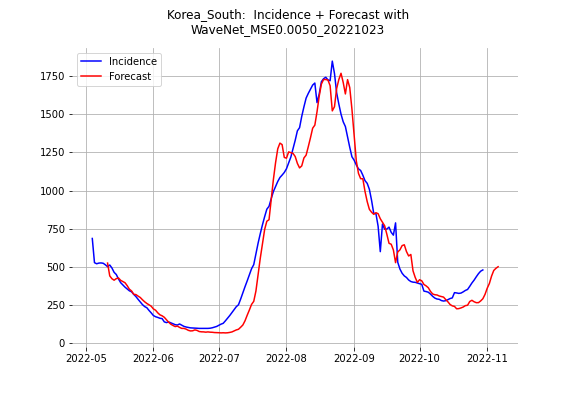 Korea_South:  Incidence + Forecast with
WaveNet_MSE0.0050_20221023
Incidence
Forecast
1750
1500
1250
1000
750
500
250
0
2022-05 2022-06 2022-07 2022-08 2022-09 2022-10 2022-11